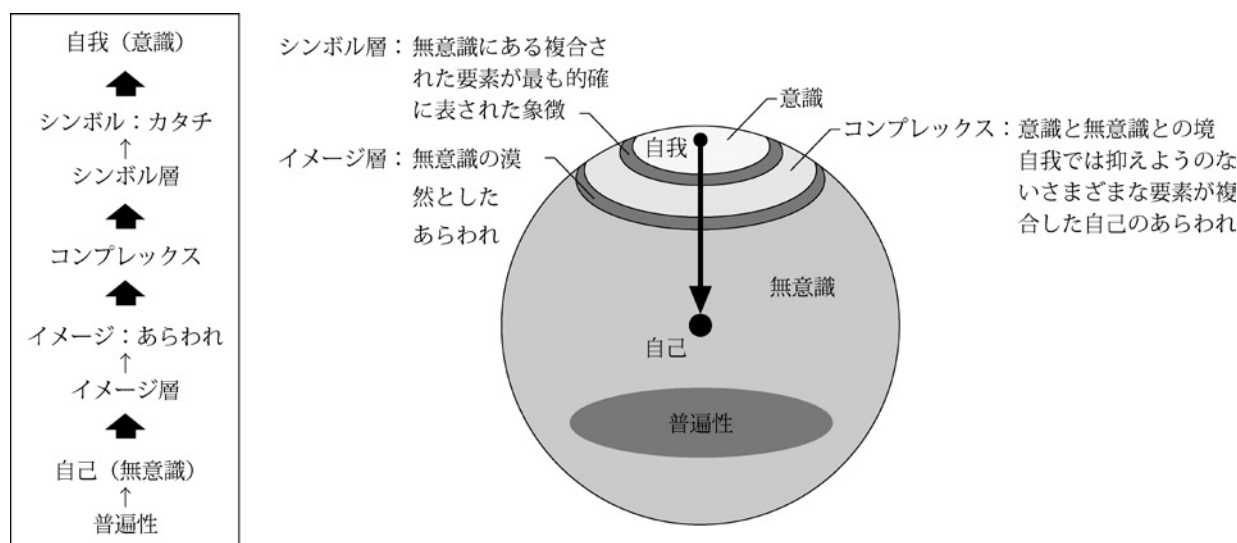 自我(意識)
シンボル:カタチ
↑
シンボル層
コンプレックス
イメージ:あらわれ
↑
イメージ層
自己(無意識)
↑
普遍性
シンボル層:無意識にある複合さ
れた要素が最も的確
に表された象徴
イメージ層:無意識の漠
然とした
あらわれ
意識
コンプレックス:意識と無意識との境
自我では抑えようのな
いさまざまな要素が複
合した自己のあらわれ
自我
無意識
自己
普遍性